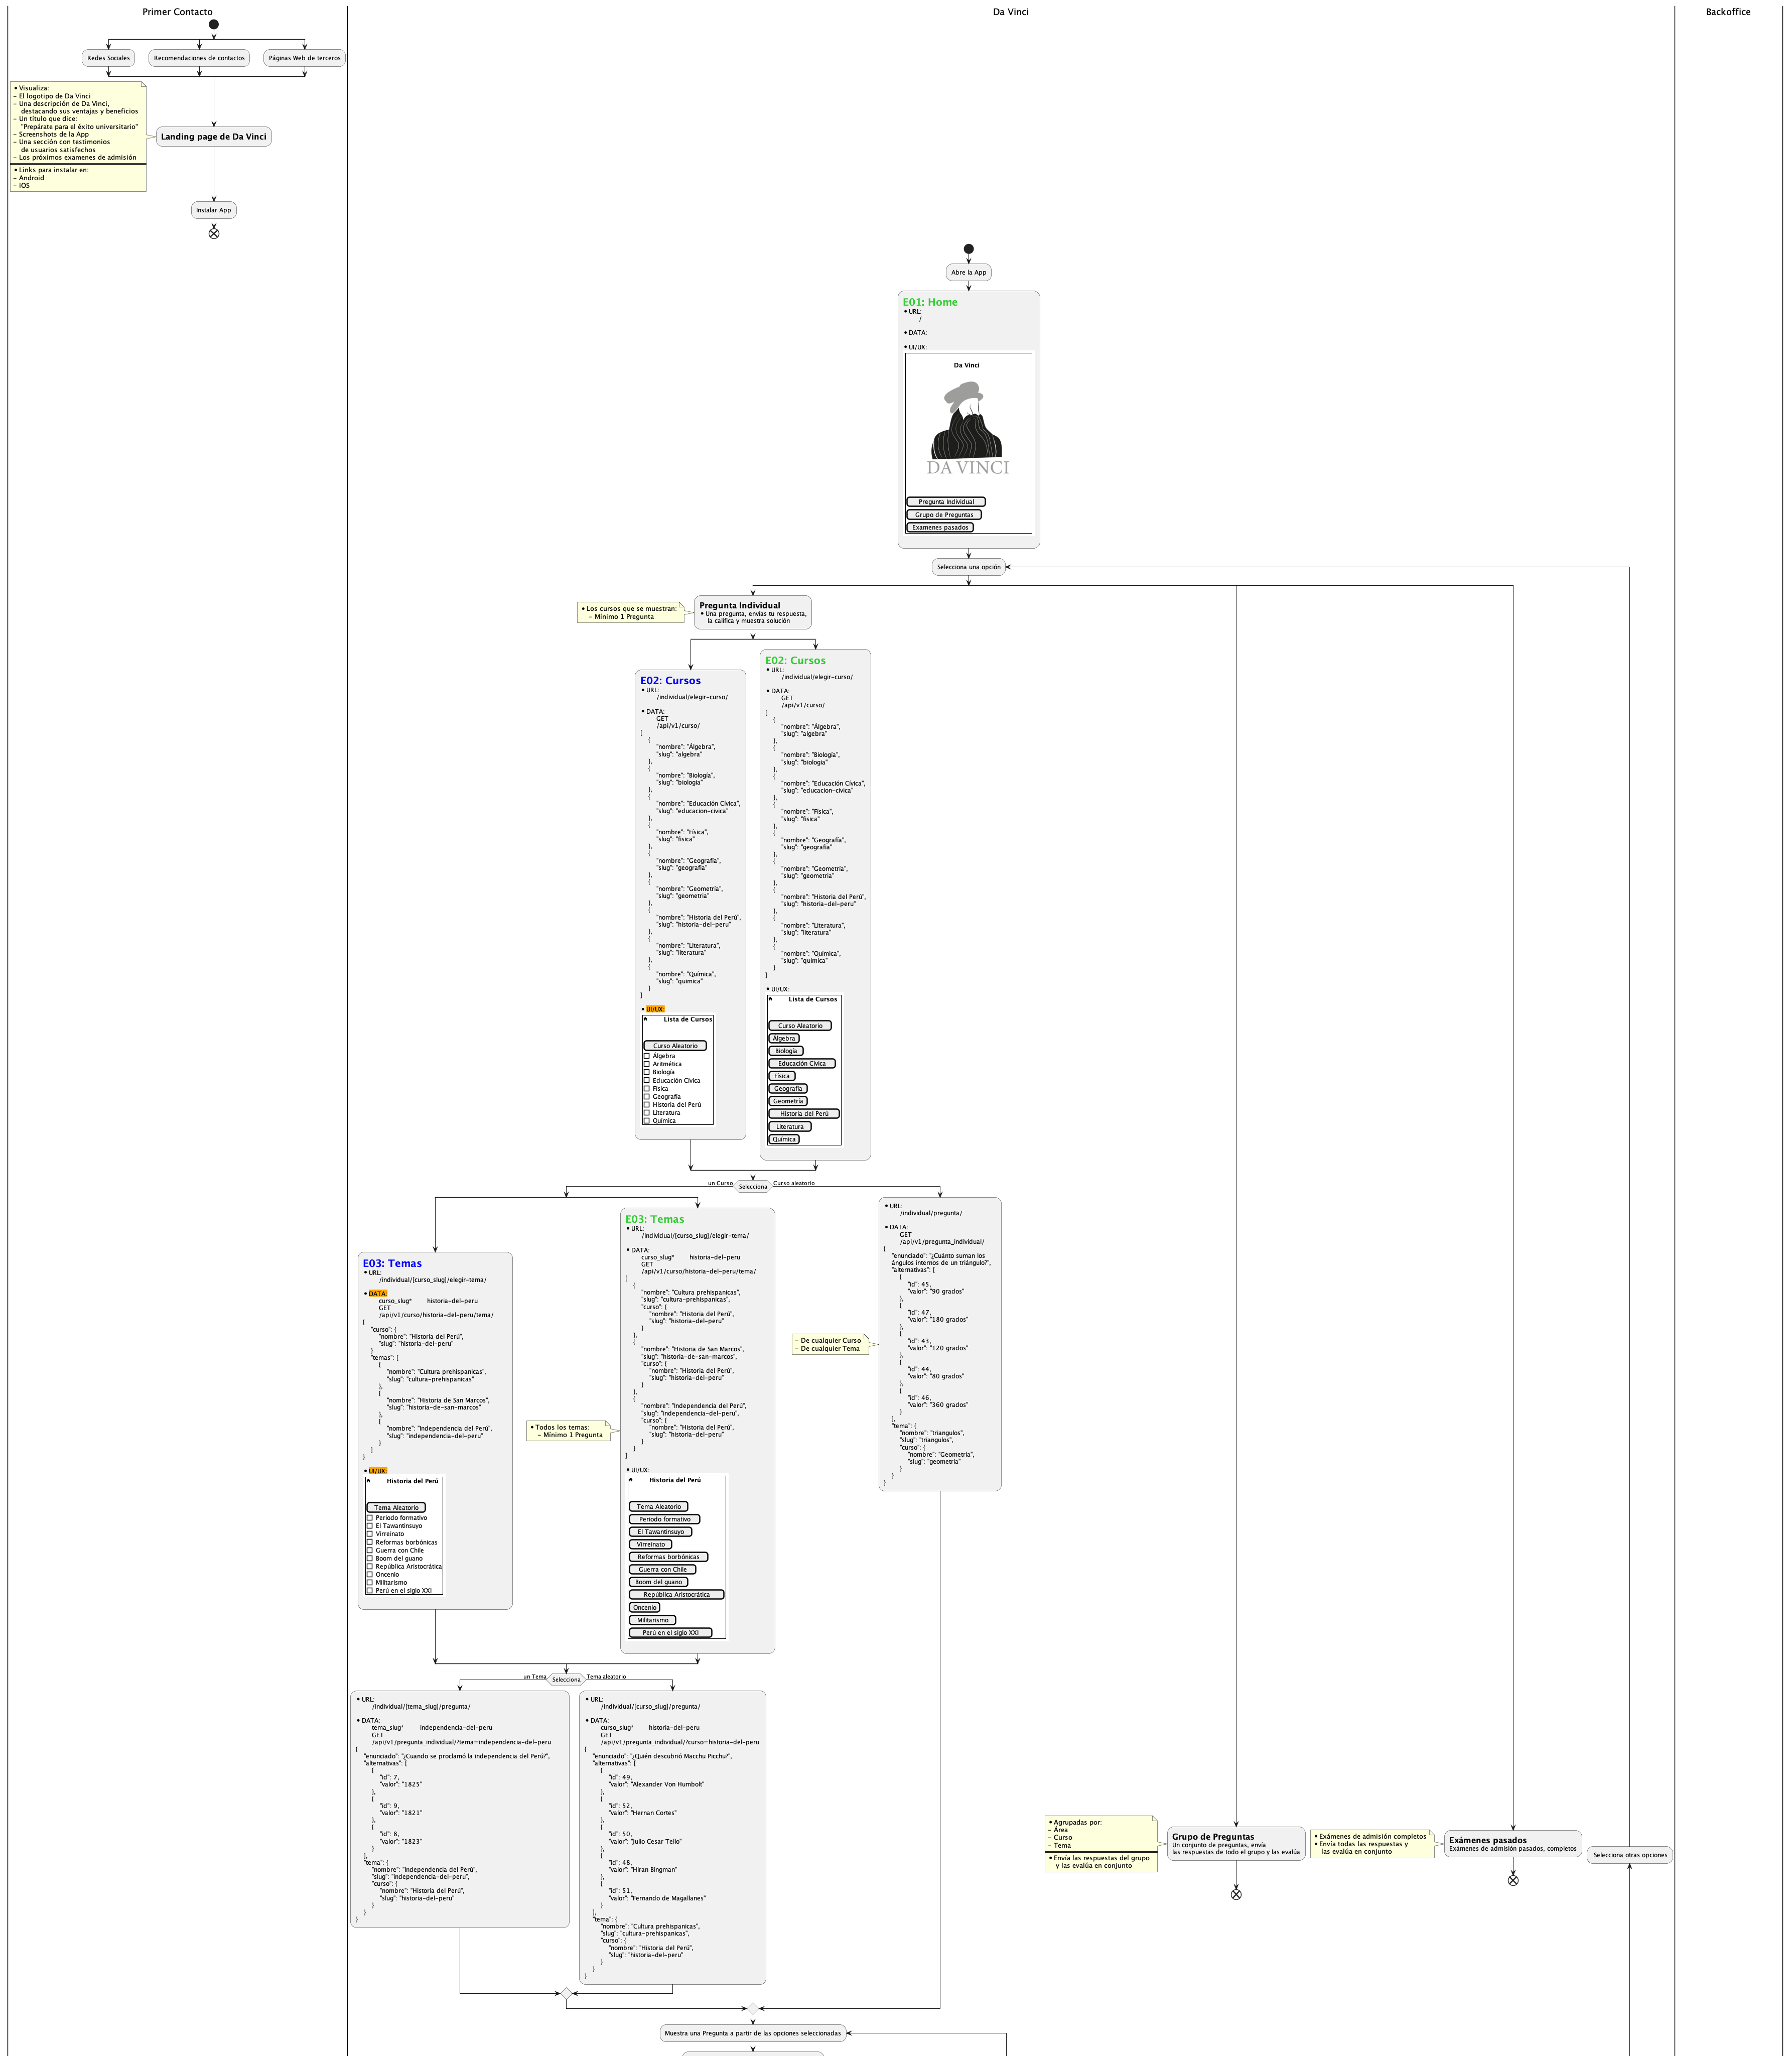 Primer Contacto
Da Vinci
Backoffice
Redes Sociales
Recomendaciones de contactos
Páginas Web de terceros
• Visualiza:
- El logotipo de Da Vinci
- Una descripción de Da Vinci,
destacando sus ventajas y beneficios
- Un título que dice:
"Prepárate para el éxito universitario"
- Screenshots de la App
- Una sección con testimonios
de usuarios satisfechos
- Los próximos examenes de admisión
• Links para instalar en:
- Android
- iOS
Landing page de Da Vinci
Instalar App
Abre la App
E01: Home
• URL:
/
• DATA:
• UI/UX:
Da Vinci
DA VINCI
Pregunta Individual
Grupo de Preguntas
Examenes pasados
Selecciona una opción
• Los cursos que se muestran:
- Mínimo 1 Pregunta
Pregunta Individual
• Una pregunta, envías tu respuesta,
la califica y muestra solución
E02: Cursos
• URL:
/individual/elegir-curso/
• DATA:
GET
/api/v1/curso/
[
{
"nombre": "Álgebra",
"slug": "algebra"
},
{
"nombre": "Biología",
"slug": "biologia"
},
{
"nombre": "Educación Cívica",
"slug": "educacion-civica"
},
{
"nombre": "Física",
"slug": "fisica"
},
{
"nombre": "Geografía",
"slug": "geografía"
},
{
"nombre": "Geometría",
"slug": "geometria"
},
{
"nombre": "Historia del Perú",
"slug": "historia-del-peru"
},
{
"nombre": "Literatura",
"slug": "literatura"
},
{
"nombre": "Química",
"slug": "quimica"
}
]
• UI/UX:
Lista de Cursos
Curso Aleatorio
Álgebra
Aritmética
Biología
Educación Cívica
Física
Geografía
Historia del Perú
Literatura
Química
E02: Cursos
• URL:
/individual/elegir-curso/
• DATA:
GET
/api/v1/curso/
[
{
"nombre": "Álgebra",
"slug": "algebra"
},
{
"nombre": "Biología",
"slug": "biologia"
},
{
"nombre": "Educación Cívica",
"slug": "educacion-civica"
},
{
"nombre": "Física",
"slug": "fisica"
},
{
"nombre": "Geografía",
"slug": "geografía"
},
{
"nombre": "Geometría",
"slug": "geometria"
},
{
"nombre": "Historia del Perú",
"slug": "historia-del-peru"
},
{
"nombre": "Literatura",
"slug": "literatura"
},
{
"nombre": "Química",
"slug": "quimica"
}
]
• UI/UX:
Lista de Cursos
Curso Aleatorio
Álgebra
Biología
Educación Cívica
Física
Geografía
Geometría
Historia del Perú
Literatura
Química
un Curso
Selecciona
Curso aleatorio
E03: Temas
• URL:
/individual/[curso_slug]/elegir-tema/
• DATA:
curso_slug* historia-del-peru
GET
/api/v1/curso/historia-del-peru/tema/
{
"curso": {
"nombre": "Historia del Perú",
"slug": "historia-del-peru"
}
"temas": [
{
"nombre": "Cultura prehispanicas",
"slug": "cultura-prehispanicas"
},
{
"nombre": "Historia de San Marcos",
"slug": "historia-de-san-marcos"
},
{
"nombre": "Independencia del Perú",
"slug": "independencia-del-peru"
}
]
}
• UI/UX:
Historia del Perú
Tema Aleatorio
Periodo formativo
El Tawantinsuyo
Virreinato
Reformas borbónicas
Guerra con Chile
Boom del guano
República Aristocrática
Oncenio
Militarismo
Perú en el siglo XXI
• Todos los temas:
- Mínimo 1 Pregunta
E03: Temas
• URL:
/individual/[curso_slug]/elegir-tema/
• DATA:
curso_slug* historia-del-peru
GET
/api/v1/curso/historia-del-peru/tema/
[
{
"nombre": "Cultura prehispanicas",
"slug": "cultura-prehispanicas",
"curso": {
"nombre": "Historia del Perú",
"slug": "historia-del-peru"
}
},
{
"nombre": "Historia de San Marcos",
"slug": "historia-de-san-marcos",
"curso": {
"nombre": "Historia del Perú",
"slug": "historia-del-peru"
}
},
{
"nombre": "Independencia del Perú",
"slug": "independencia-del-peru",
"curso": {
"nombre": "Historia del Perú",
"slug": "historia-del-peru"
}
}
]
• UI/UX:
Historia del Perú
Tema Aleatorio
Periodo formativo
El Tawantinsuyo
Virreinato
Reformas borbónicas
Guerra con Chile
Boom del guano
República Aristocrática
Oncenio
Militarismo
Perú en el siglo XXI
- De cualquier Curso
- De cualquier Tema
• URL:
/individual/pregunta/
• DATA:
GET
/api/v1/pregunta_individual/
{
"enunciado": "¿Cuánto suman los
ángulos internos de un triángulo?",
"alternativas": [
{
"id": 45,
"valor": "90 grados"
},
{
"id": 47,
"valor": "180 grados"
},
{
"id": 43,
"valor": "120 grados"
},
{
"id": 44,
"valor": "80 grados"
},
{
"id": 46,
"valor": "360 grados"
}
],
"tema": {
"nombre": "triangulos",
"slug": "triangulos",
"curso": {
"nombre": "Geometría",
"slug": "geometria"
}
}
}
un Tema
Selecciona
Tema aleatorio
• URL:
/individual/[tema_slug]/pregunta/
• DATA:
tema_slug* independencia-del-peru
GET
/api/v1/pregunta_individual/?tema=independencia-del-peru
{
"enunciado": "¿Cuando se proclamó la independencia del Perú?",
"alternativas": [
{
"id": 7,
"valor": "1825"
},
{
"id": 9,
"valor": "1821"
},
{
"id": 8,
"valor": "1823"
}
],
"tema": {
"nombre": "Independencia del Perú",
"slug": "independencia-del-peru",
"curso": {
"nombre": "Historia del Perú",
"slug": "historia-del-peru"
}
}
}
• URL:
/individual/[curso_slug]/pregunta/
• DATA:
curso_slug* historia-del-peru
GET
/api/v1/pregunta_individual/?curso=historia-del-peru
{
"enunciado": "¿Quién descubrió Macchu Picchu?",
"alternativas": [
{
"id": 49,
"valor": "Alexander Von Humbolt"
},
{
"id": 52,
"valor": "Hernan Cortes"
},
{
"id": 50,
"valor": "Julio Cesar Tello"
},
{
"id": 48,
"valor": "Hiran Bingman"
},
{
"id": 51,
"valor": "Fernando de Magallanes"
}
],
"tema": {
"nombre": "Cultura prehispanicas",
"slug": "cultura-prehispanicas",
"curso": {
"nombre": "Historia del Perú",
"slug": "historia-del-peru"
}
}
}
• Agrupadas por:
- Área
- Curso
- Tema
• Envía las respuestas del grupo
y las evalúa en conjunto
Grupo de Preguntas
Un conjunto de preguntas, envía
las respuestas de todo el grupo y las evalúa
• Exámenes de admisión completos
• Envía todas las respuestas y
las evalúa en conjunto
Exámenes pasados
Exámenes de admisión pasados, completos
Selecciona otras opciones
Muestra una Pregunta a partir de las opciones seleccionadas